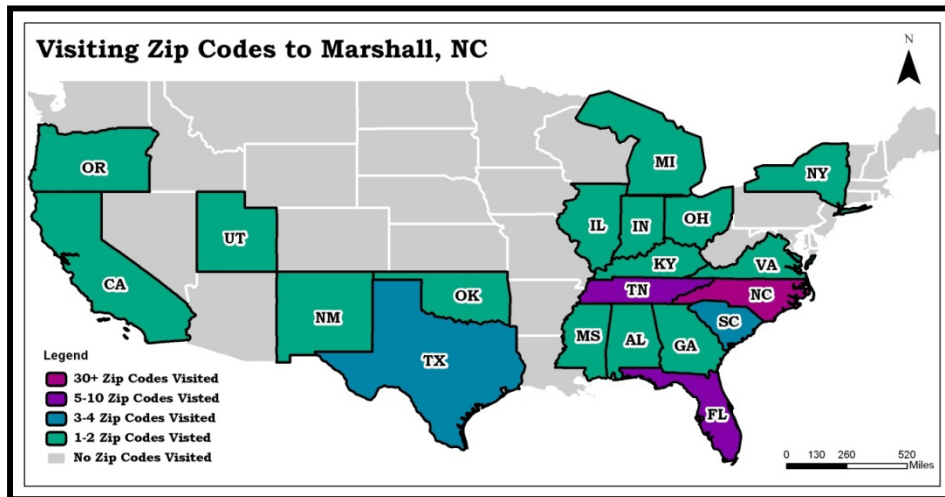 Visiting Zip Codes to Marshall, NC
N
OR
MI
NY
UT
IL
IN
OH
CA
KY
VA
TN
NC
NM
OK
SC
MS
AL
GA
TX
FL
Legend
30+ Zip Codes Visited
5-10 Zip Codes Visted
3-4 Zip Codes Visited
1-2 Zip Codes Visted
No Zip Codes Visited
0 130 260 520
Miles